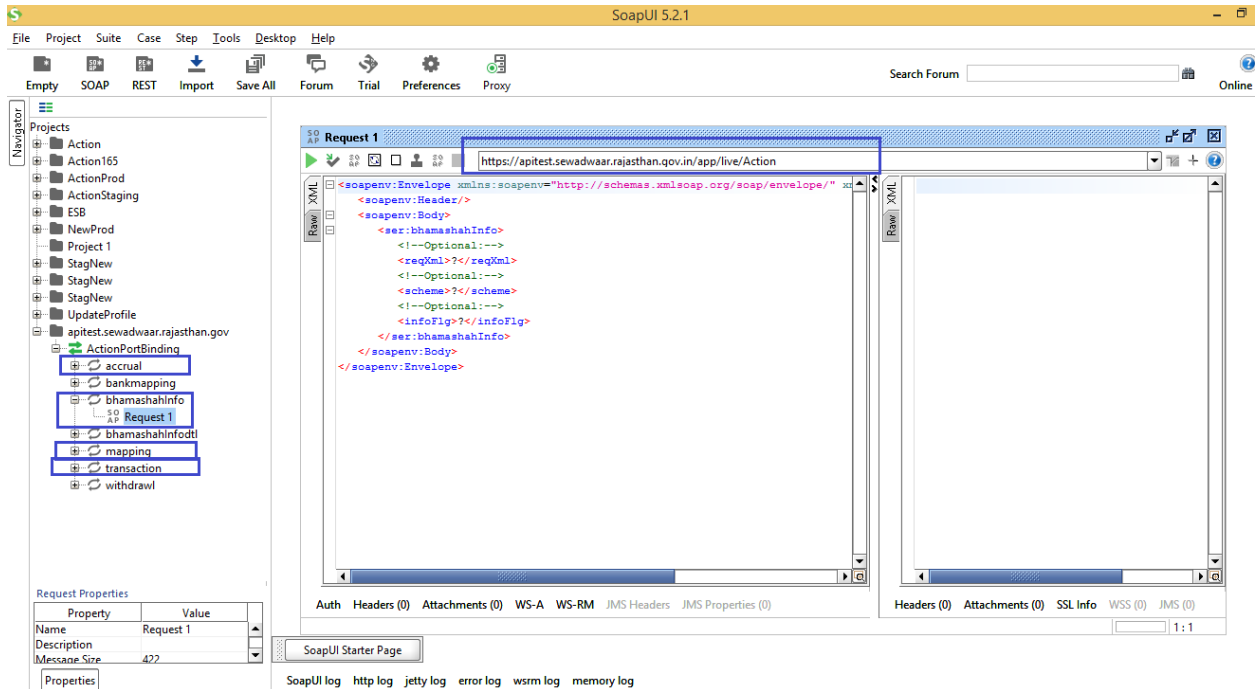 SoapUI 5.2.1
File Project Suite Case Step Tools Desktop Help
Empty SOAP REST Import Save All Forum Trial Preferences Proxy
Search Forum
Online
Navigator
Projects
Action
Action165
ActionProd
ActionStaging
ESB
NewProd
Project 1
StagNew
StagNew
StagNew
UpdateProfile
apitest.sewadwaar.rajasthan.gov
ActionPortBinding
accrual
bankmapping
bhamashahInfo
SOAP Request 1
bhamashahInfodtl
mapping
transaction
withdrawl
Request Properties
Property Value
Name Request 1
Description
Message Size 422
Properties
SOAP Request 1
https://apitest.sewadwaar.rajasthan.gov.in/app/live/Action
XML
Raw
<soapenv:Envelope xmlns:soapenv="http://schemas.xmlsoap.org/soap/envelope/"
<soapenv:Header/>
<soapenv:Body>
<ser:bhamashahInfo>
<!--Optional:-->
<reqXml>?</reqXml>
<!--Optional:-->
<scheme>?</scheme>
<!--Optional:-->
<infoFlg>?</infoFlg>
</ser:bhamashahInfo>
</soapenv:Body>
</soapenv:Envelope>
XML
Raw
Auth Headers (0) Attachments (0) WS-A WS-RM JMS Headers JMS Properties (0)
Headers (0) Attachments (0) SSL Info WSS (0) JMS (0)
1 : 1
SoapUI Starter Page
SoapUI log http log jetty log error log wsrm log memory log